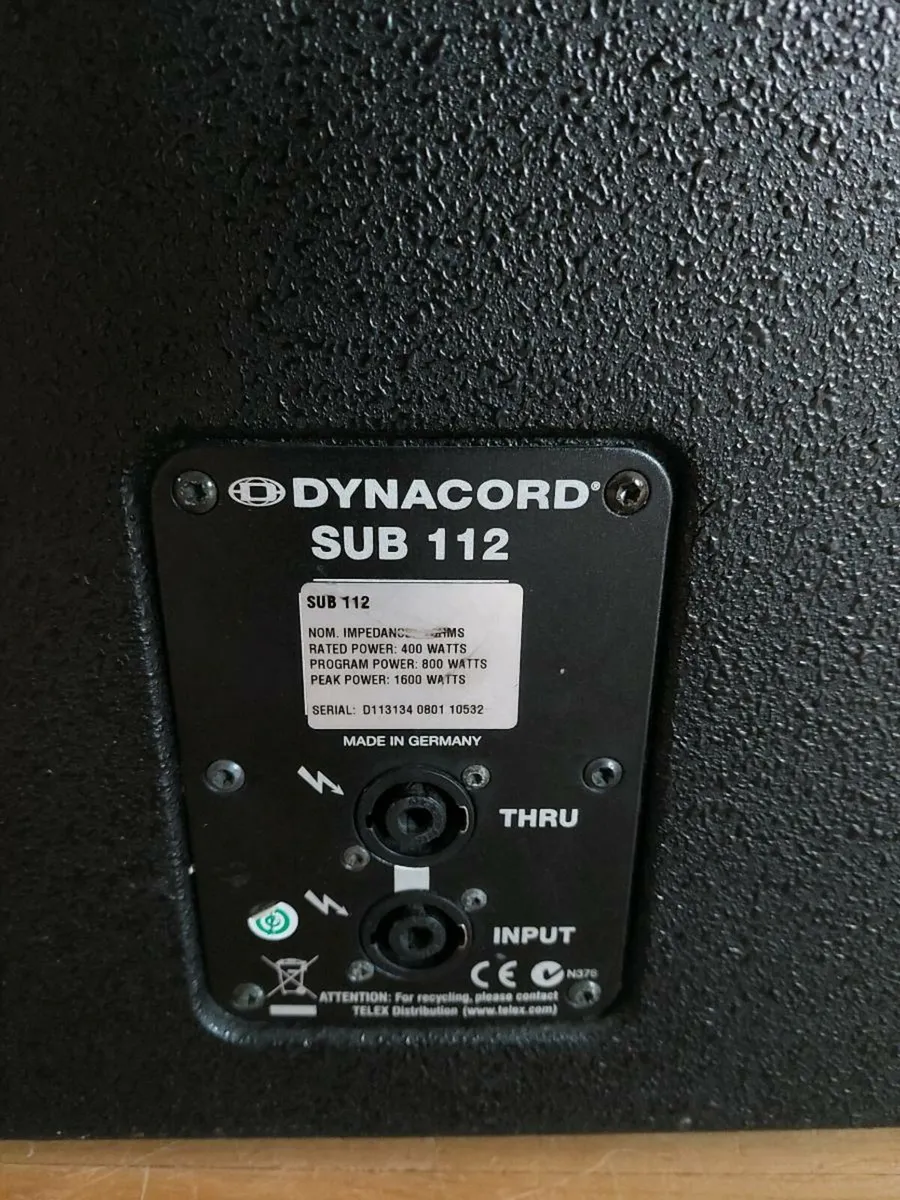 DYNACORD®
SUB 112
SUB 112
NOM. IMPEDANCE
RATED POWER: 400 WATTS
PROGRAM POWER: 800 WATTS
PEAK POWER: 1600 WATTS
SERIAL: D113134 0801 10532
MADE IN GERMANY
THRU
INPUT
CE N376
ATTENTION: For recycling, please contact
TELEX Distribution (www.telex.com)